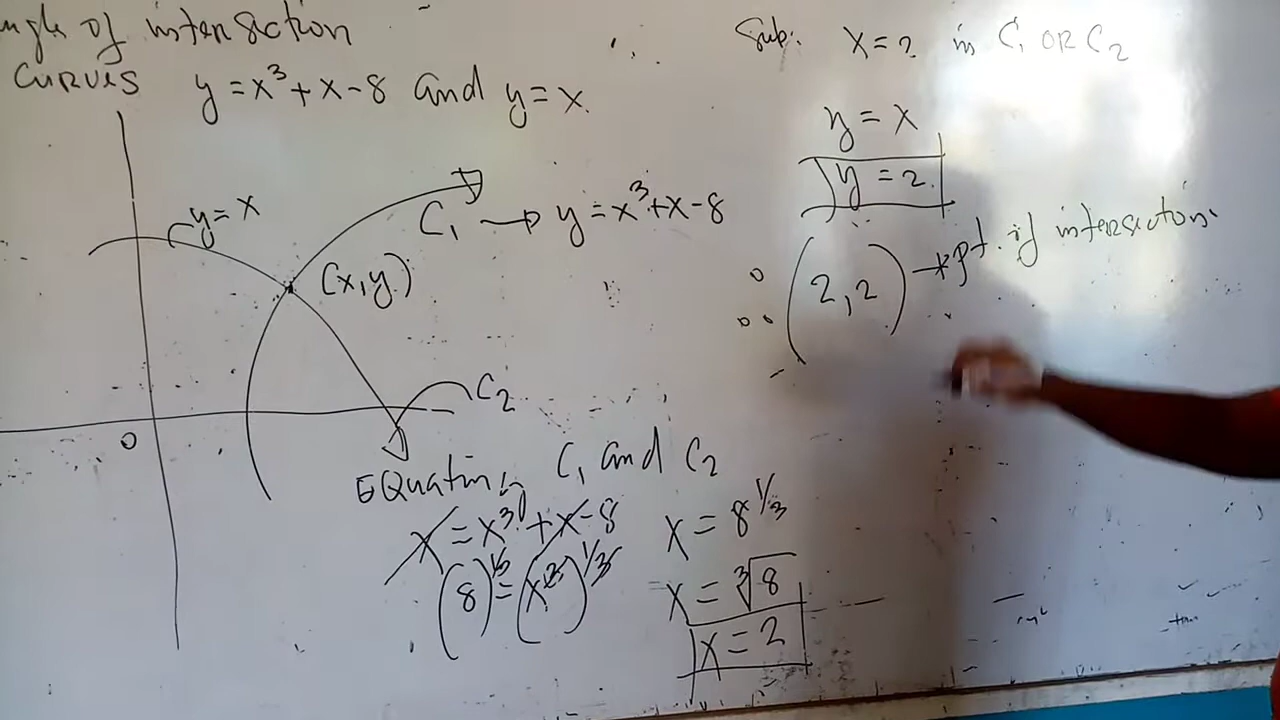 ngle of intersection
CURVES y = x³ + x - 8 and y = x.
y = x
C₁ → y = x³ + x - 8
(x, y)
C₂
O
Equating C₁ and C₂
x = x³ + x - 8
(8)^1/3 = (x³)^1/3
x = 8^1/3
x = ∛8
x = 2
Sub: x = 2 in C₁ OR C₂
y = x
y = 2.
(2, 2) → pt. of intersection.